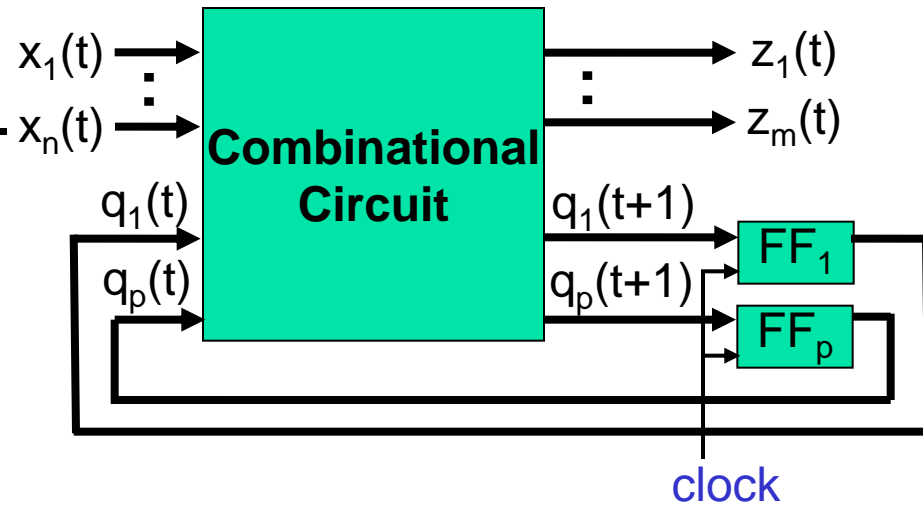 x₁(t)
xₙ(t)
q₁(t)
qₚ(t)
Combinational
Circuit
z₁(t)
zₘ(t)
q₁(t+1)
qₚ(t+1)
FF₁
FFₚ
clock